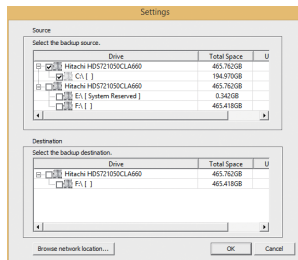 Settings
Source
Select the backup source.
Drive Total Space U
Hitachi HDS721050CLA660 465.762GB
C:\ [ ] 194.970GB
Hitachi HDS721050CLA660 465.762GB
E:\ [ System Reserved ] 0.342GB
F:\ [ ] 465.418GB
Destination
Select the backup destination.
Drive Total Space U
Hitachi HDS721050CLA660 465.762GB
F:\ [ ] 465.418GB
Browse network location... OK Cancel